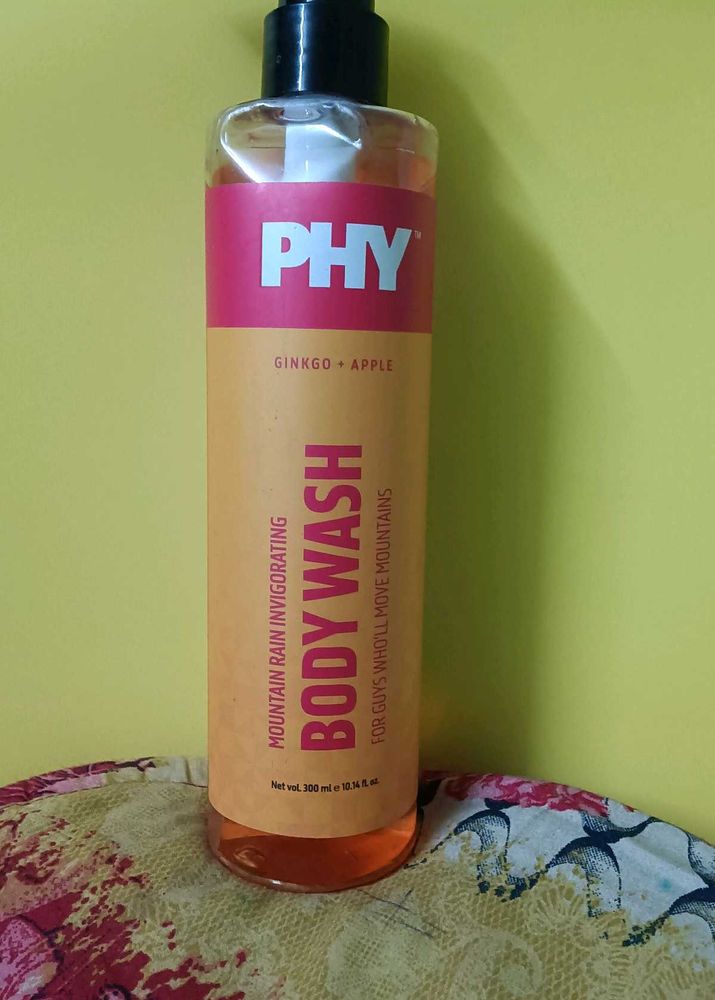 PHY™
GINKGO + APPLE
MOUNTAIN RAIN INVIGORATING
BODY WASH
FOR GUYS WHO'LL MOVE MOUNTAINS
Net vol. 300 ml e 10.14 fl. oz.